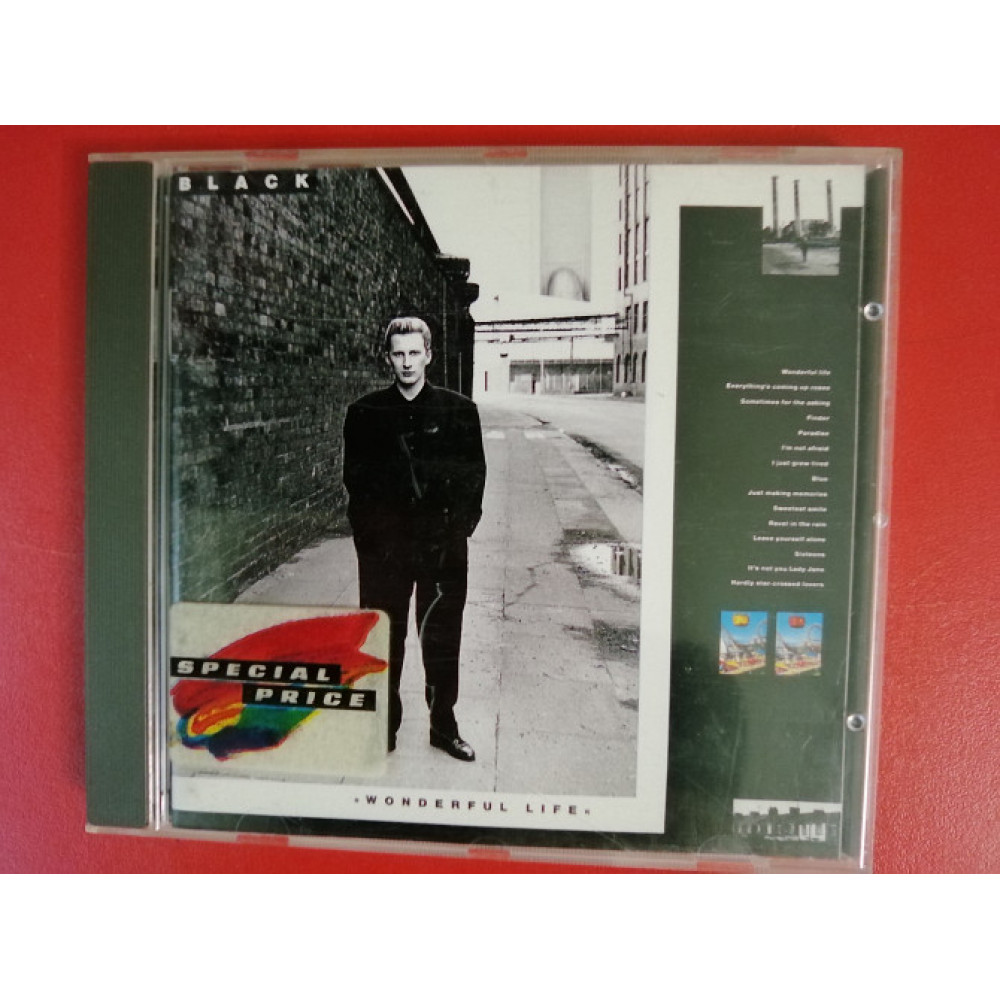 BLACK
Wonderful life
Everything's coming up roses
Sometimes for the asking
Finder
Paradise
I'm not afraid
I just grew tired
Blue
Just making memories
Sweetest smile
Ravel in the rain
Leave yourself alone
Sixteens
It's not you Lady Jane
Hardly star-crossed lovers
SPECIAL
PRICE
»WONDERFUL LIFE«